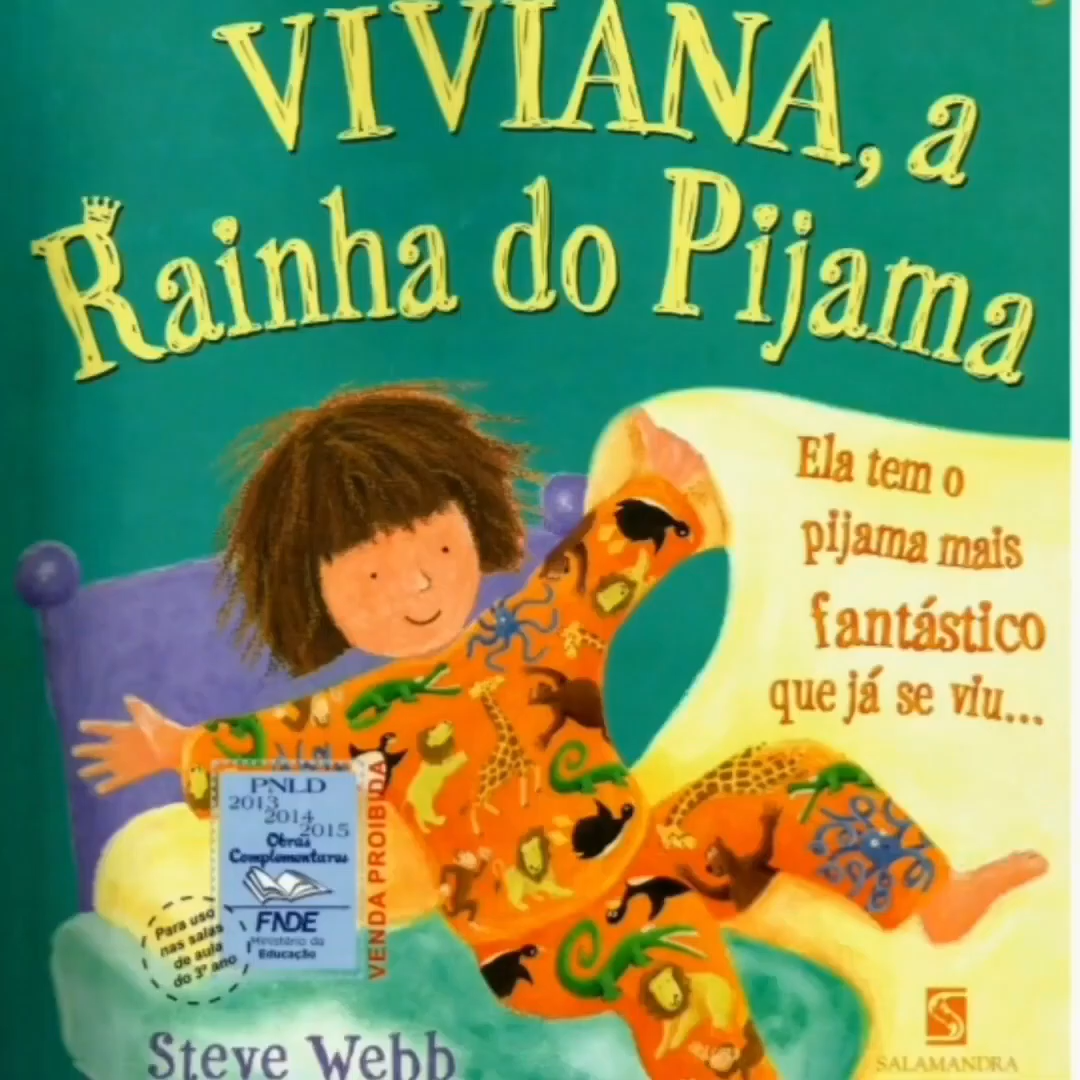 VIVIANA, a
Rainha do Pijama
Ela tem o
pijama mais
fantástico
que já se viu...
PNLD
2013
2014
2015
Obras
Complementares
FNDE
Ministério da
Educação
VENDA PROIBIDA
Para uso
nas salas
de aula
do 3º ano
Steve Webb
SALAMANDRA